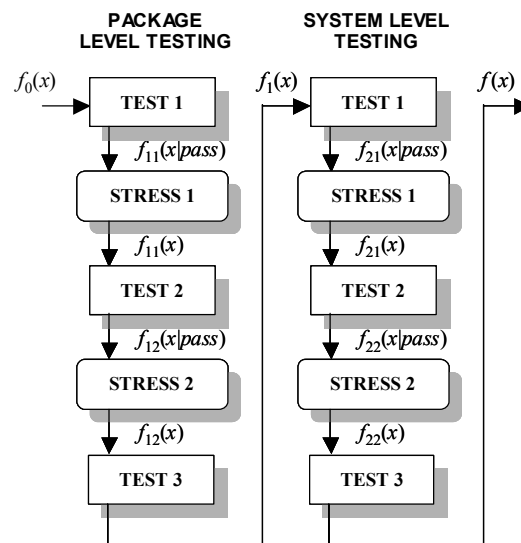 PACKAGE
LEVEL TESTING
f₀(x)
TEST 1
f₁₁(x|pass)
STRESS 1
f₁₁(x)
TEST 2
f₁₂(x|pass)
STRESS 2
f₁₂(x)
TEST 3
SYSTEM LEVEL
TESTING
f₁(x)
TEST 1
f₂₁(x|pass)
STRESS 1
f₂₁(x)
TEST 2
f₂₂(x|pass)
STRESS 2
f₂₂(x)
TEST 3
f(x)